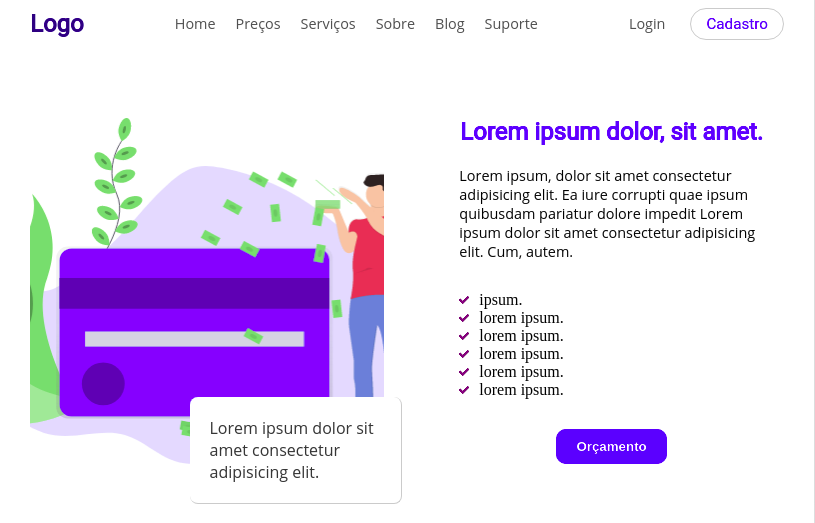 Logo
Home Preços Serviços Sobre Blog Suporte Login Cadastro
Lorem ipsum dolor, sit amet.
Lorem ipsum, dolor sit amet consectetur
adipisicing elit. Ea iure corrupti quae ipsum
quibusdam pariatur dolore impedit Lorem
ipsum dolor sit amet consectetur adipisicing
elit. Cum, autem.
ipsum.
lorem ipsum.
lorem ipsum.
lorem ipsum.
lorem ipsum.
lorem ipsum.
Orçamento
Lorem ipsum dolor sit
amet consectetur
adipisicing elit.